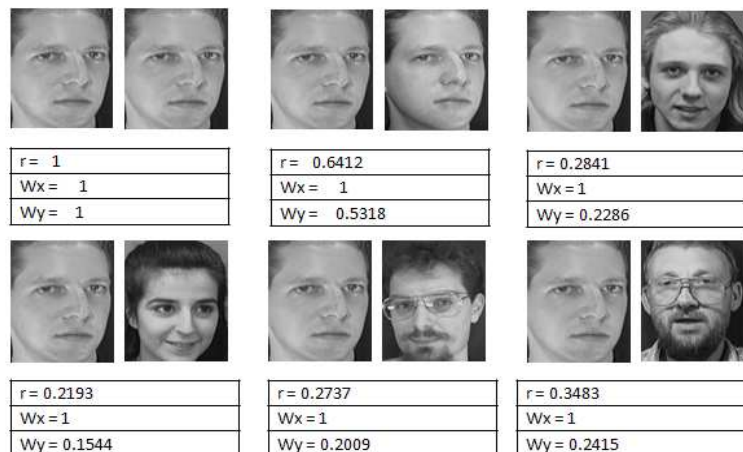 r = 1
Wx = 1
Wy = 1
r = 0.6412
Wx = 1
Wy = 0.5318
r = 0.2841
Wx = 1
Wy = 0.2286
r = 0.2193
Wx = 1
Wy = 0.1544
r = 0.2737
Wx = 1
Wy = 0.2009
r = 0.3483
Wx = 1
Wy = 0.2415